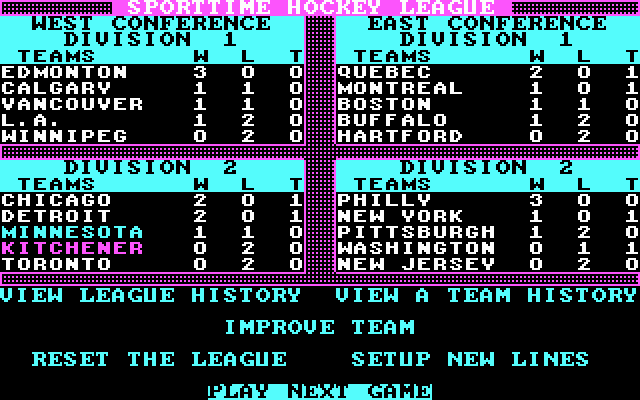 SPORTTIME HOCKEY LEAGUE
WEST CONFERENCE
DIVISION 1
TEAMS W L T
EDMONTON 3 0 0
CALGARY 1 1 0
VANCOUVER 1 1 0
L.A. 1 2 0
WINNIPEG 0 2 0
EAST CONFERENCE
DIVISION 1
TEAMS W L T
QUEBEC 2 0 1
MONTREAL 1 0 1
BOSTON 1 1 0
BUFFALO 1 2 0
HARTFORD 0 2 0
DIVISION 2
TEAMS W L T
CHICAGO 2 0 1
DETROIT 2 0 1
MINNESOTA 1 1 0
KITCHENER 0 2 0
TORONTO 0 2 0
DIVISION 2
TEAMS W L T
PHILLY 3 0 0
NEW YORK 1 0 1
PITTSBURGH 1 2 0
WASHINGTON 0 1 1
NEW JERSEY 0 2 0
VIEW LEAGUE HISTORY VIEW A TEAM HISTORY
IMPROVE TEAM
RESET THE LEAGUE SETUP NEW LINES
PLAY NEXT GAME